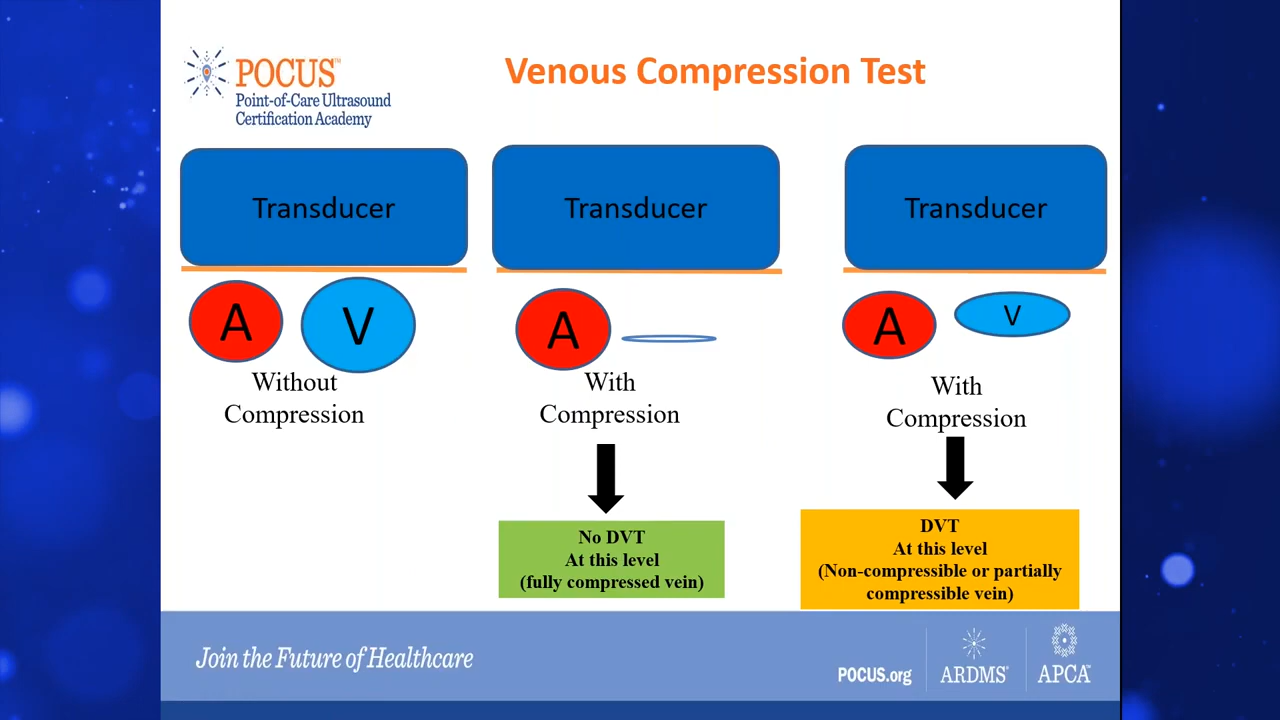 POCUS™
Point-of-Care Ultrasound
Certification Academy
Venous Compression Test
Transducer
Transducer
Transducer
A
V
A
A
V
Without
Compression
With
Compression
With
Compression
No DVT
At this level
(fully compressed vein)
DVT
At this level
(Non-compressible or partially
compressible vein)
Join the Future of Healthcare
POCUS.org
ARDMS®
APCA